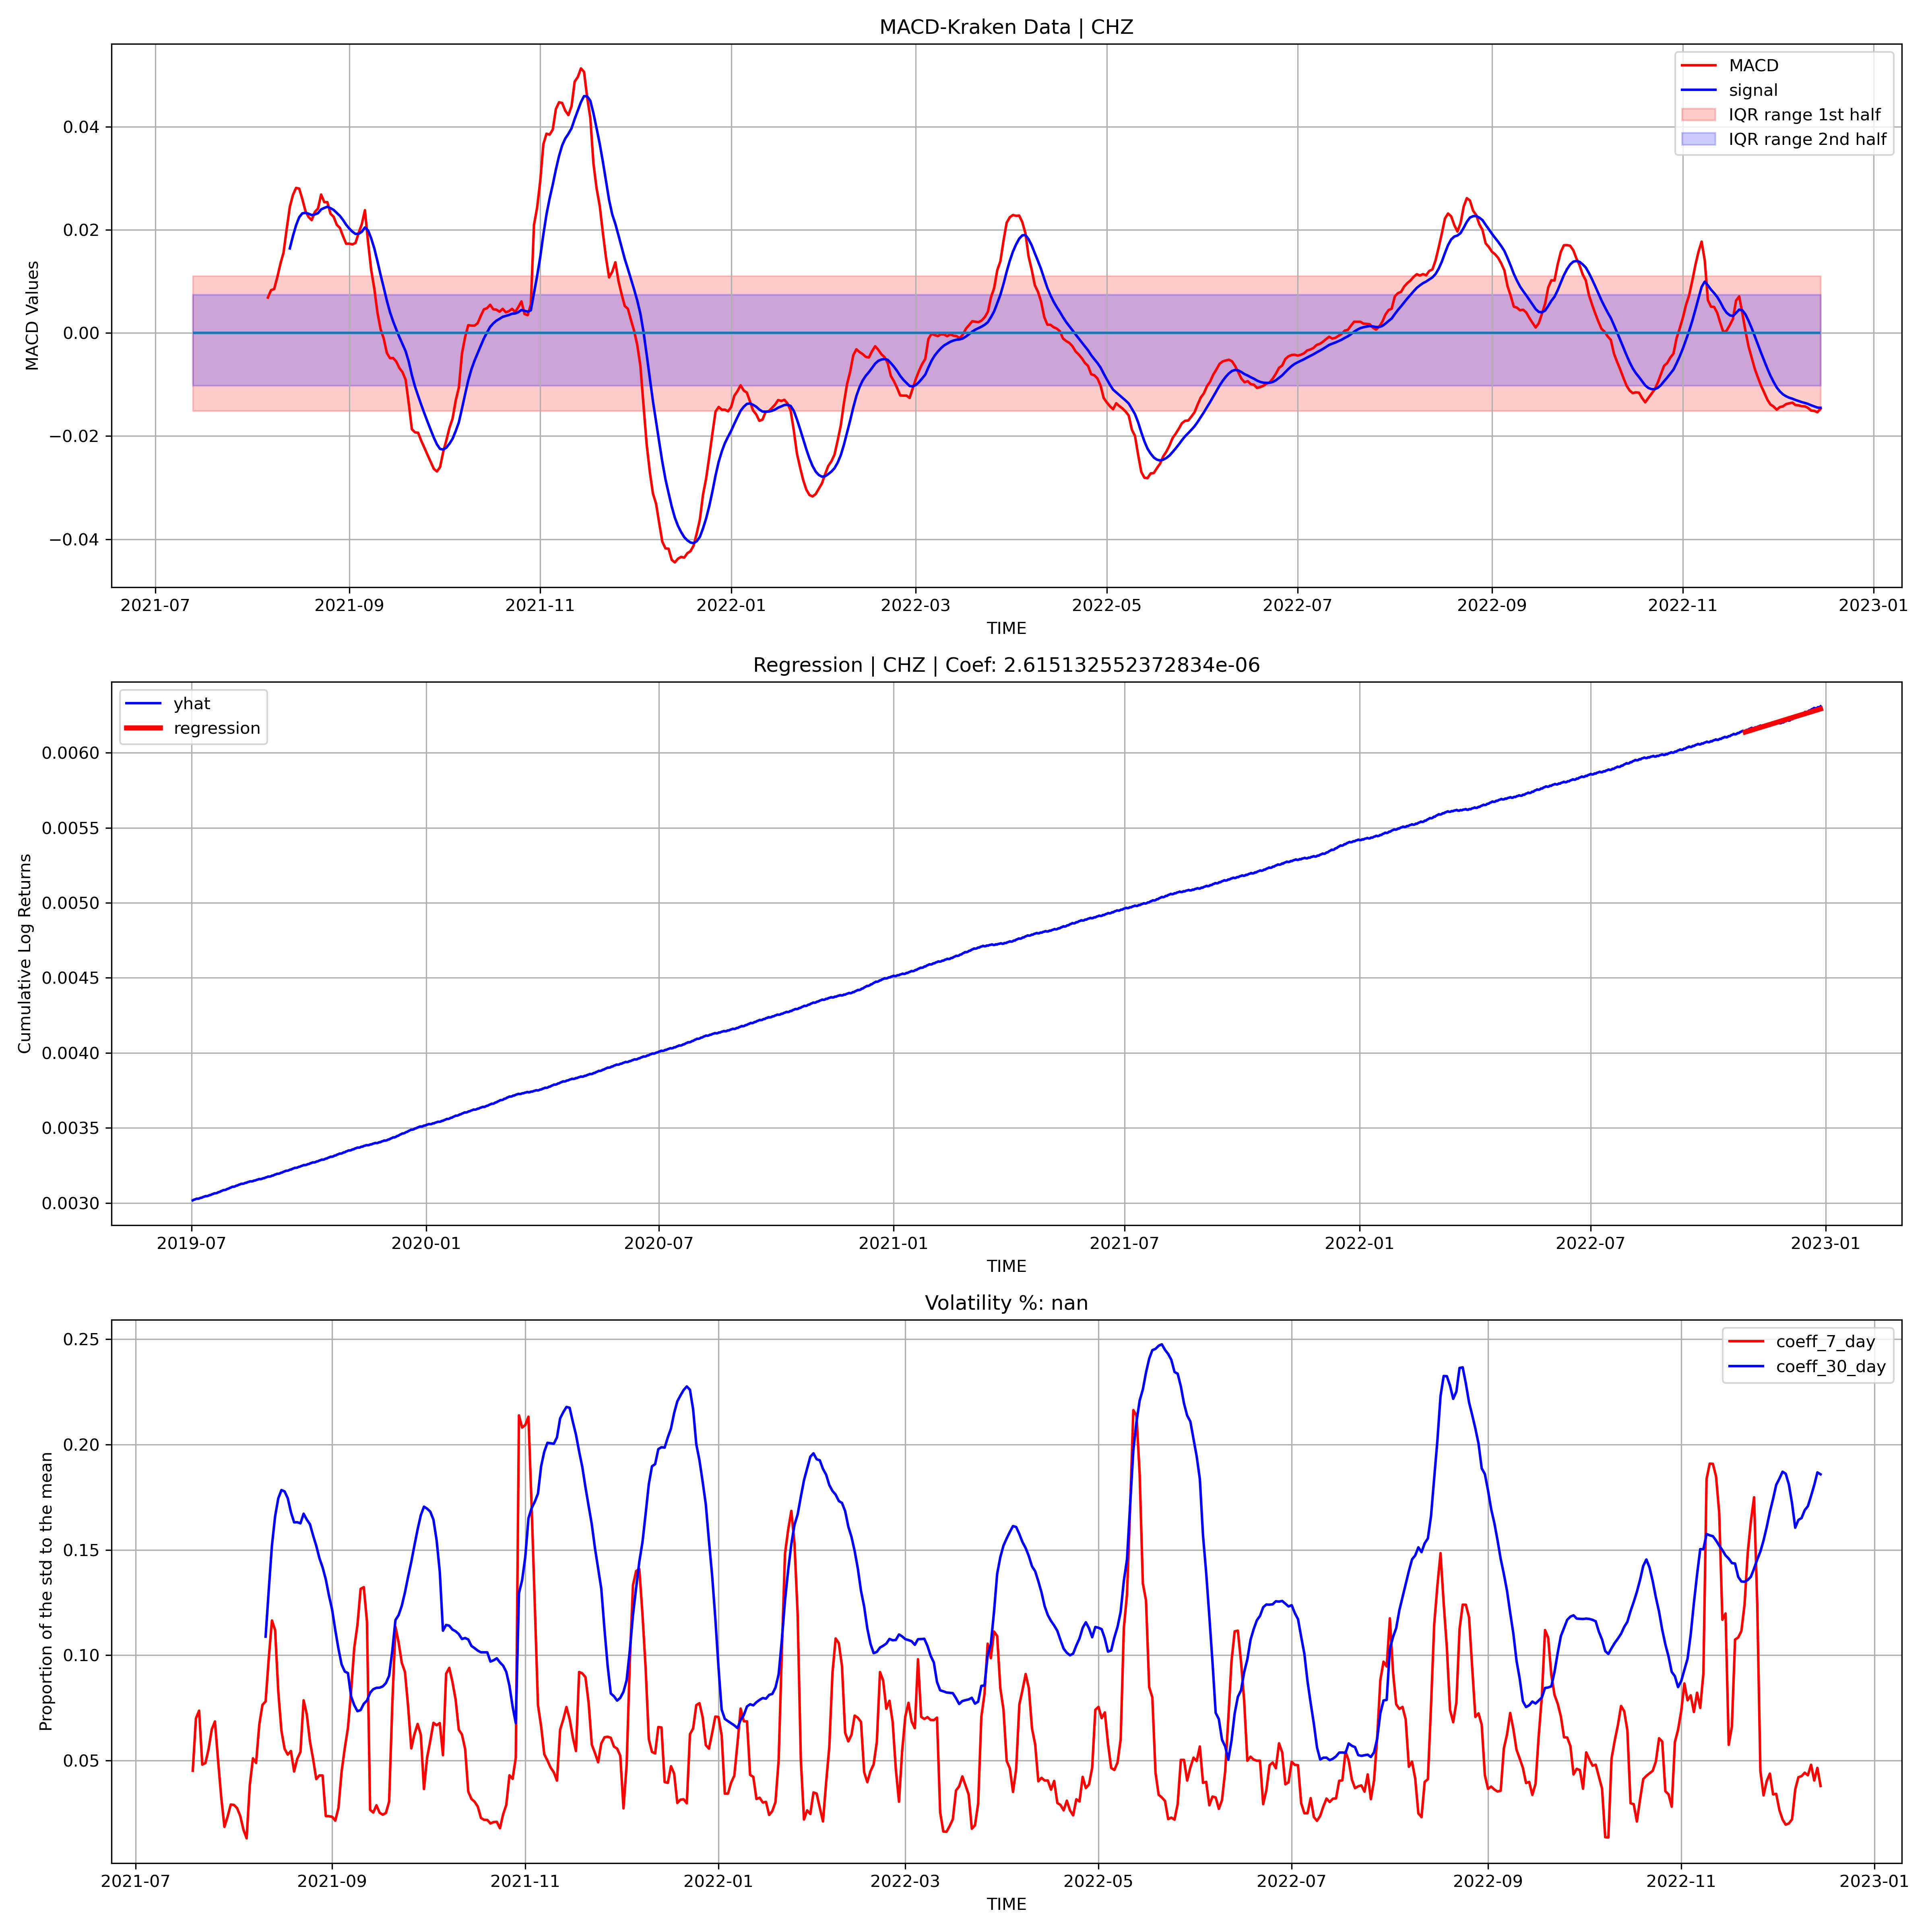 MACD-Kraken Data | CHZ
MACD
signal
IQR range 1st half
IQR range 2nd half
MACD Values
0.04
0.02
0.00
−0.02
−0.04
2021-07 2021-09 2021-11 2022-01 2022-03 2022-05 2022-07 2022-09 2022-11 2023-01
TIME
Regression | CHZ | Coef: 2.615132552372834e-06
yhat
regression
Cumulative Log Returns
0.0060
0.0055
0.0050
0.0045
0.0040
0.0035
0.0030
2019-07 2020-01 2020-07 2021-01 2021-07 2022-01 2022-07 2023-01
TIME
Volatility %: nan
coeff_7_day
coeff_30_day
Proportion of the std to the mean
0.25
0.20
0.15
0.10
0.05
2021-07 2021-09 2021-11 2022-01 2022-03 2022-05 2022-07 2022-09 2022-11 2023-01
TIME